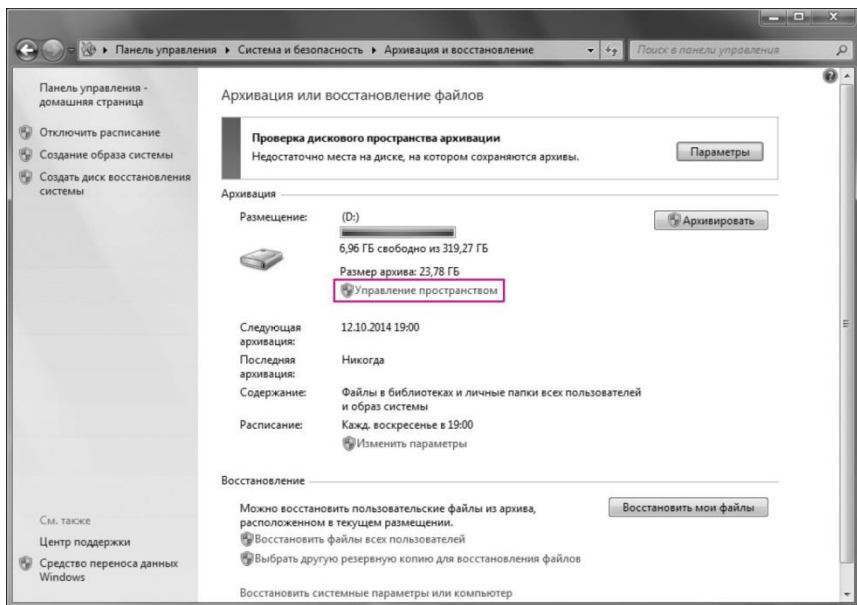 Панель управления ▸ Система и безопасность ▸ Архивация и восстановление
Поиск в панели управления
Панель управления -
домашняя страница
Отключить расписание
Создание образа системы
Создать диск восстановления
системы
Архивация или восстановление файлов
Проверка дискового пространства архивации
Недостаточно места на диске, на котором сохраняются архивы.
Параметры
Архивация
Размещение:
(D:)
Архивировать
6,96 ГБ свободно из 319,27 ГБ
Размер архива: 23,78 ГБ
Управление пространством
Следующая
архивация:
12.10.2014 19:00
Последняя
архивация:
Никогда
Содержание:
Файлы в библиотеках и личные папки всех пользователей
и образ системы
Расписание:
Кажд. воскресенье в 19:00
Изменить параметры
Восстановление
Можно восстановить пользовательские файлы из архива,
расположенном в текущем размещении.
Восстановить мои файлы
Восстановить файлы всех пользователей
Выбрать другую резервную копию для восстановления файлов
Восстановить системные параметры или компьютер
См. также
Центр поддержки
Средство переноса данных
Windows